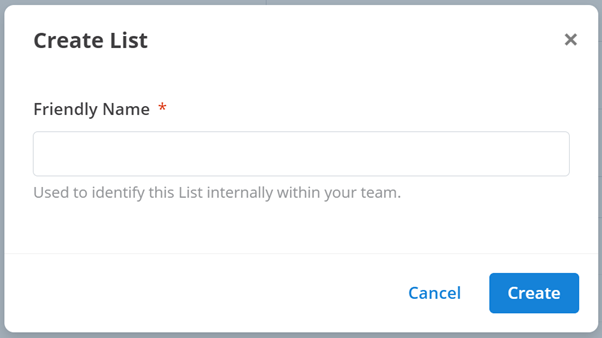 Create List
Friendly Name *
Used to identify this List internally within your team.
Cancel Create